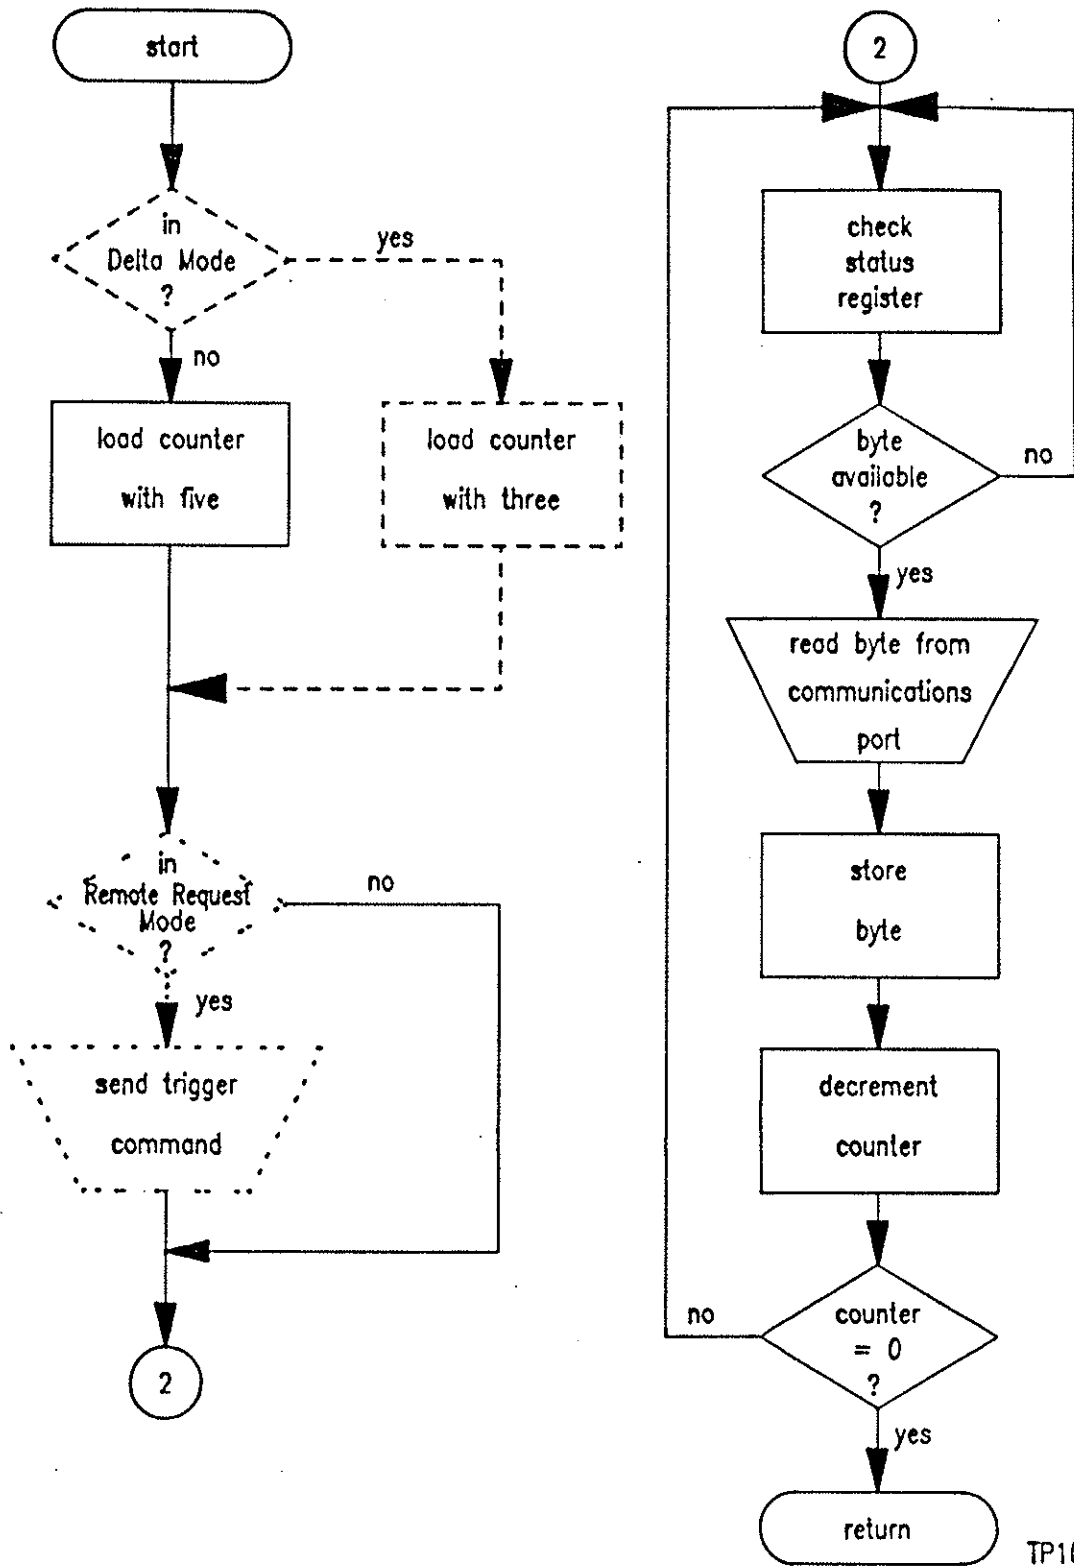 start
in
Delta Mode
?
yes
no
load counter
with five
load counter
with three
in
Remote Request
Mode
?
no
yes
send trigger
command
2
2
check
status
register
byte
available
?
no
yes
read byte from
communications
port
store
byte
decrement
counter
counter
= 0
?
no
yes
return